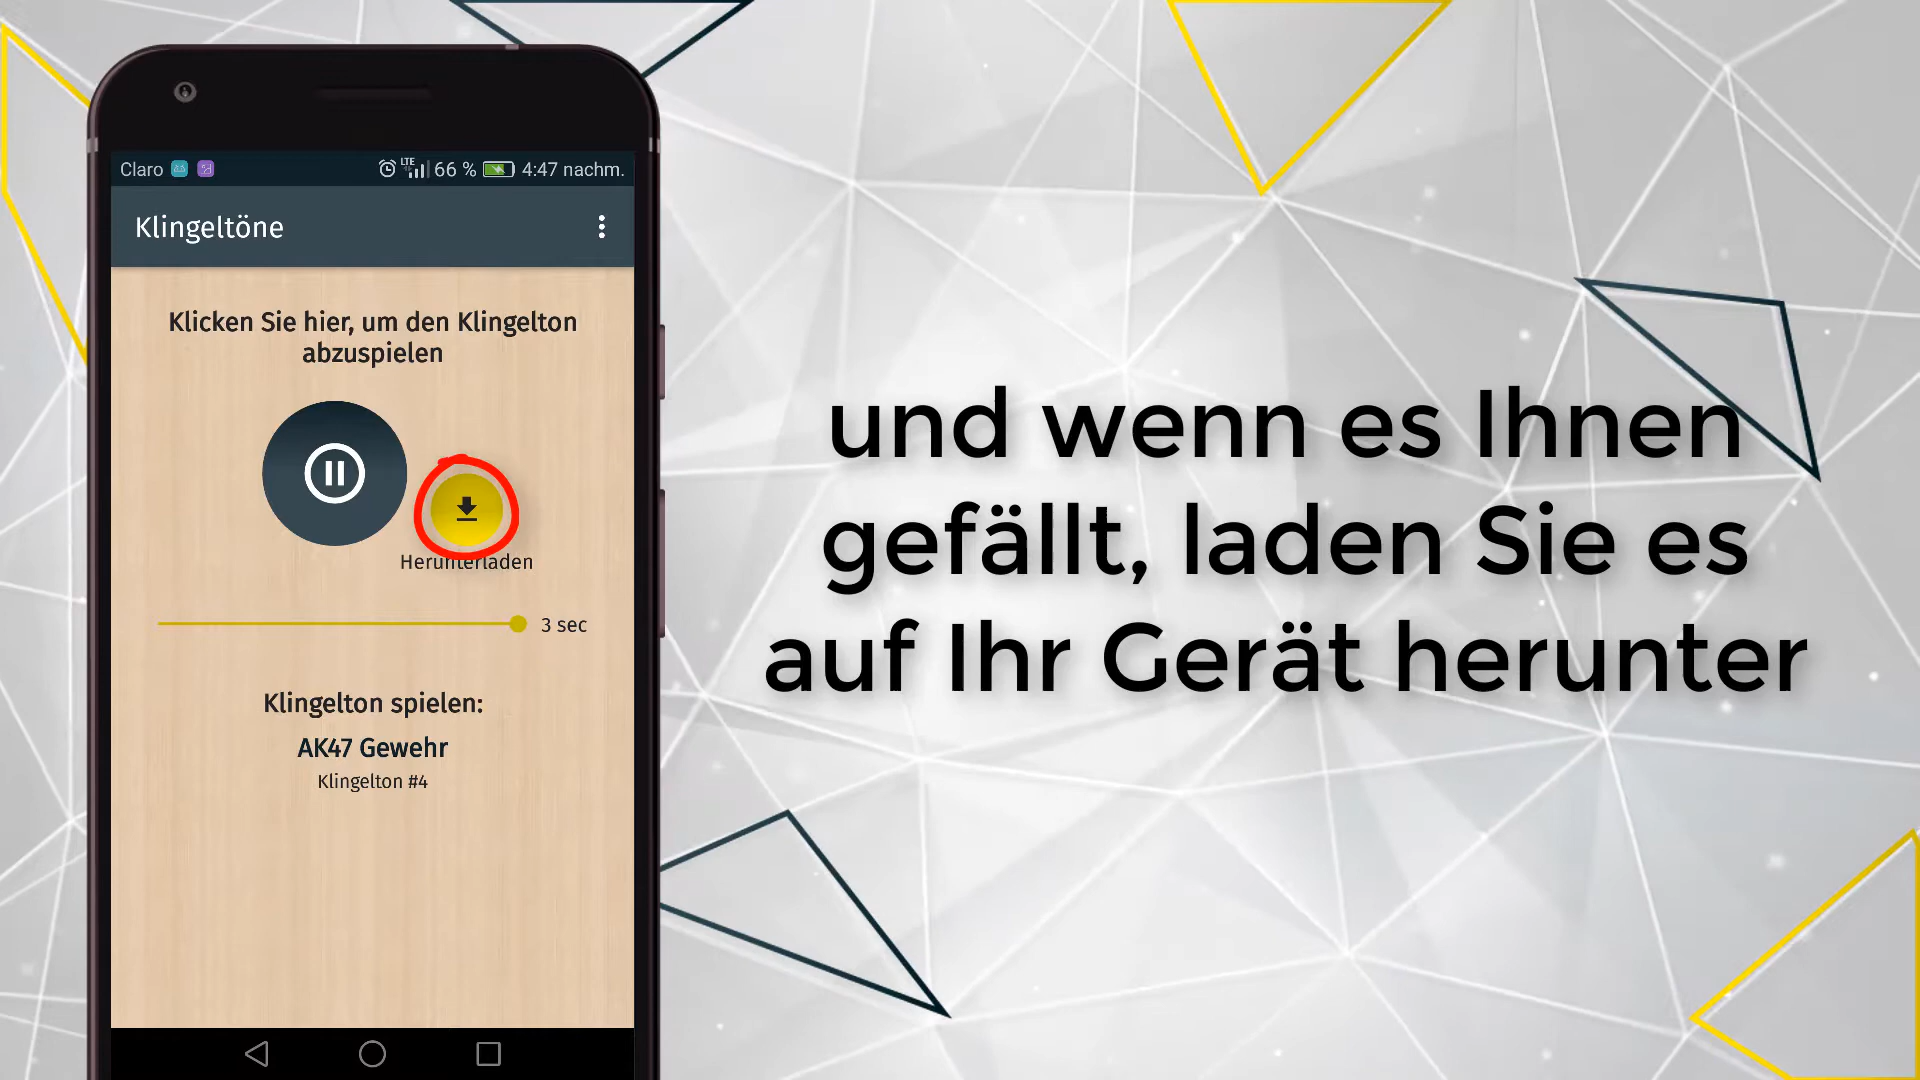 Claro LTE 66 % 4:47 nachm.
Klingeltöne
Klicken Sie hier, um den Klingelton
abzuspielen
Herunterladen
3 sec
Klingelton spielen:
AK47 Gewehr
Klingelton #4
und wenn es Ihnen
gefällt, laden Sie es
auf Ihr Gerät herunter